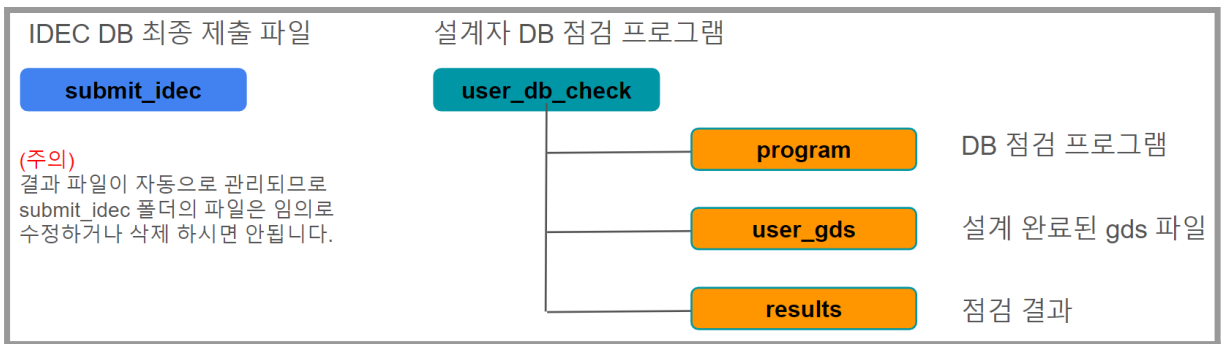 IDEC DB 최종 제출 파일
설계자 DB 점검 프로그램
submit_idec
user_db_check
(주의)
결과 파일이 자동으로 관리되므로
submit_idec 폴더의 파일은 임의로
수정하거나 삭제 하시면 안됩니다.
program
DB 점검 프로그램
user_gds
설계 완료된 gds 파일
results
점검 결과